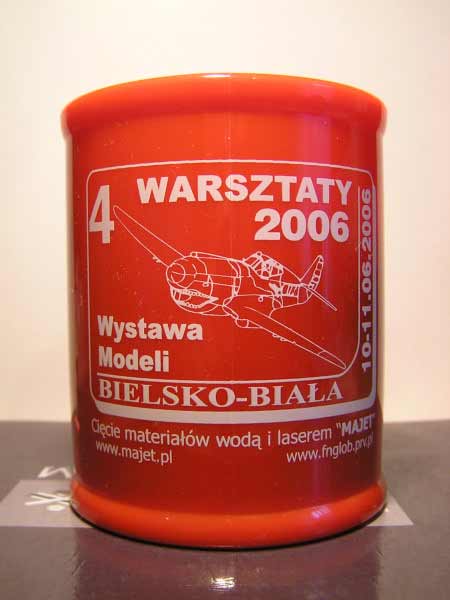 4 WARSZTATY
2006
10-11.06.2006
Wystawa
Modeli
BIELSKO-BIAŁA
Cięcie materiałów wodą i laserem "MAJET"
www.majet.pl www.fnglob.prv.pl